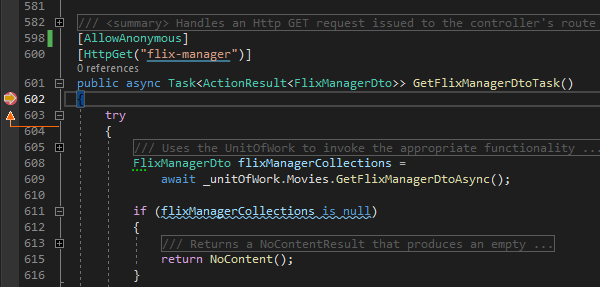 581
582 /// <summary> Handles an Http GET request issued to the controller's route
598 [AllowAnonymous]
600 [HttpGet("flix-manager")]
0 references
601 public async Task<ActionResult<FlixManagerDto>> GetFlixManagerDtoTask()
602 {
603 try
604 {
605 /// Uses the UnitOfWork to invoke the appropriate functionality ...
608 FlixManagerDto flixManagerCollections =
609 await _unitOfWork.Movies.GetFlixManagerDtoAsync();
610
611 if (flixManagerCollections is null)
612 {
613 /// Returns a NoContentResult that produces an empty ...
615 return NoContent();
616 }